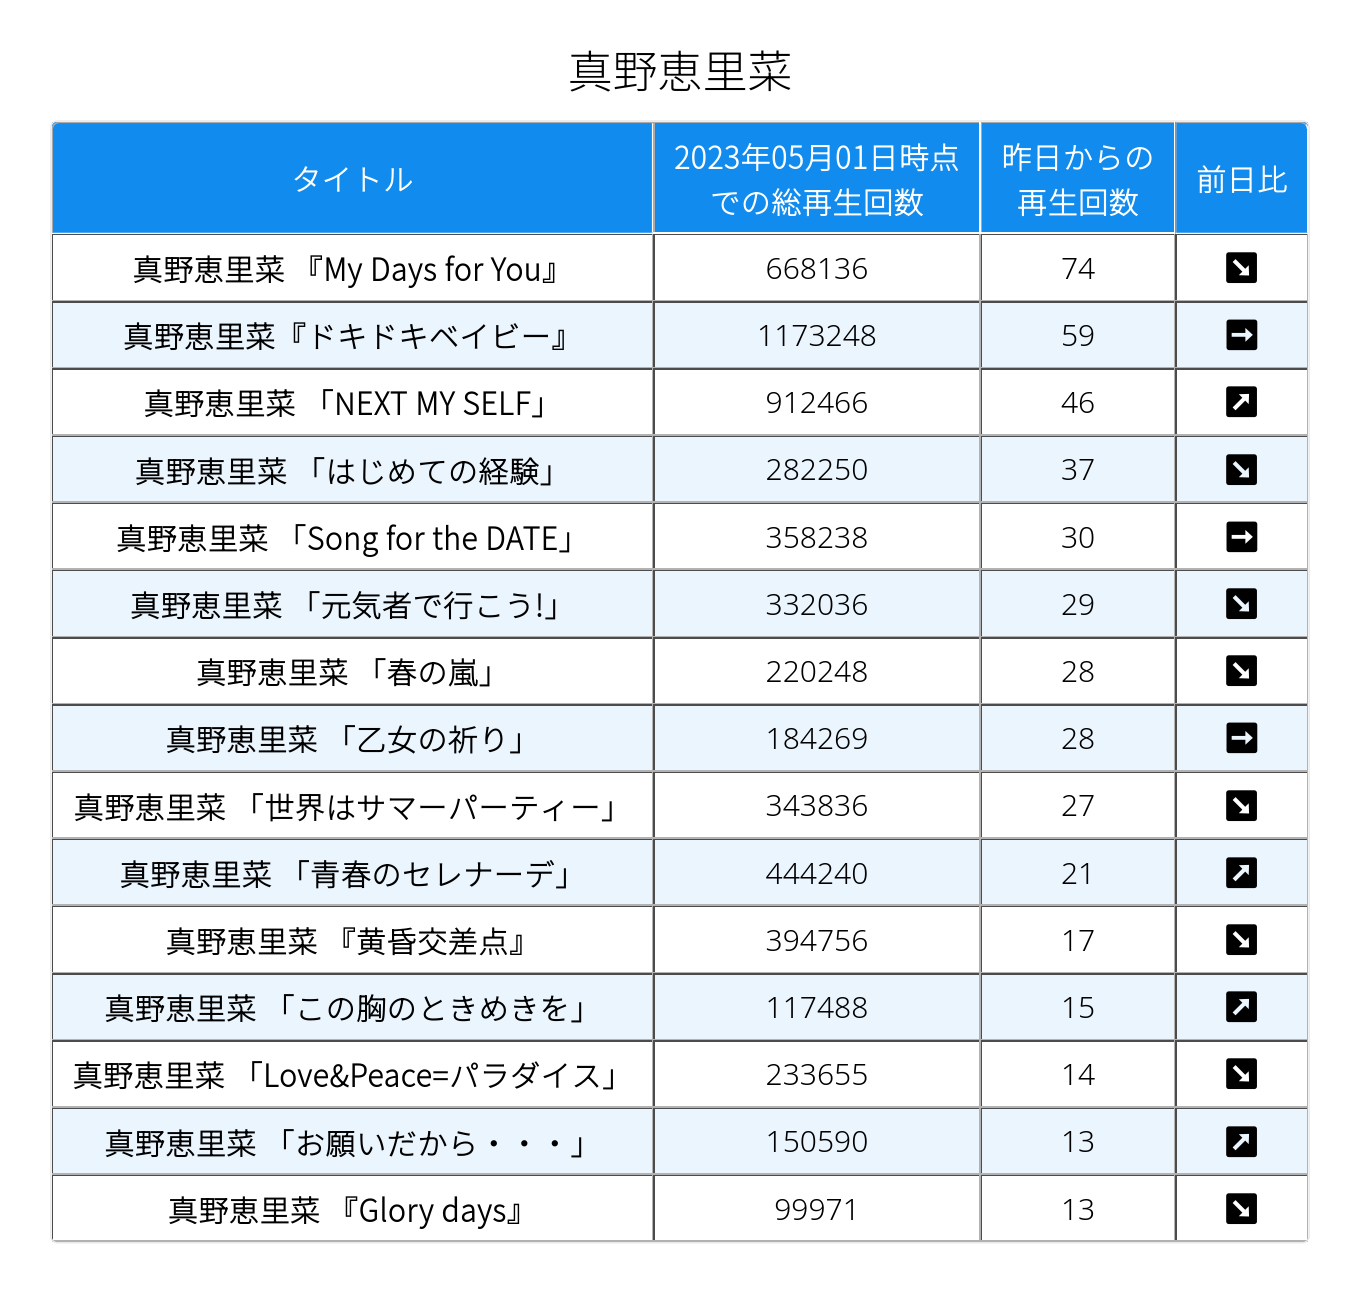 真野恵里菜
タイトル 2023年05月01日時点での総再生回数 昨日からの再生回数 前日比
真野恵里菜 『My Days for You』 668136 74 ↘
真野恵里菜『ドキドキベイビー』 1173248 59 →
真野恵里菜 「NEXT MY SELF」 912466 46 ↗
真野恵里菜 「はじめての経験」 282250 37 ↘
真野恵里菜 「Song for the DATE」 358238 30 →
真野恵里菜 「元気者で行こう!」 332036 29 ↘
真野恵里菜 「春の嵐」 220248 28 ↘
真野恵里菜 「乙女の祈り」 184269 28 →
真野恵里菜 「世界はサマーパーティー」 343836 27 ↘
真野恵里菜 「青春のセレナーデ」 444240 21 ↗
真野恵里菜 『黄昏交差点』 394756 17 ↘
真野恵里菜 「この胸のときめきを」 117488 15 ↗
真野恵里菜 「Love&Peace=パラダイス」 233655 14 ↘
真野恵里菜 「お願いだから・・・」 150590 13 ↗
真野恵里菜 『Glory days』 99971 13 ↘